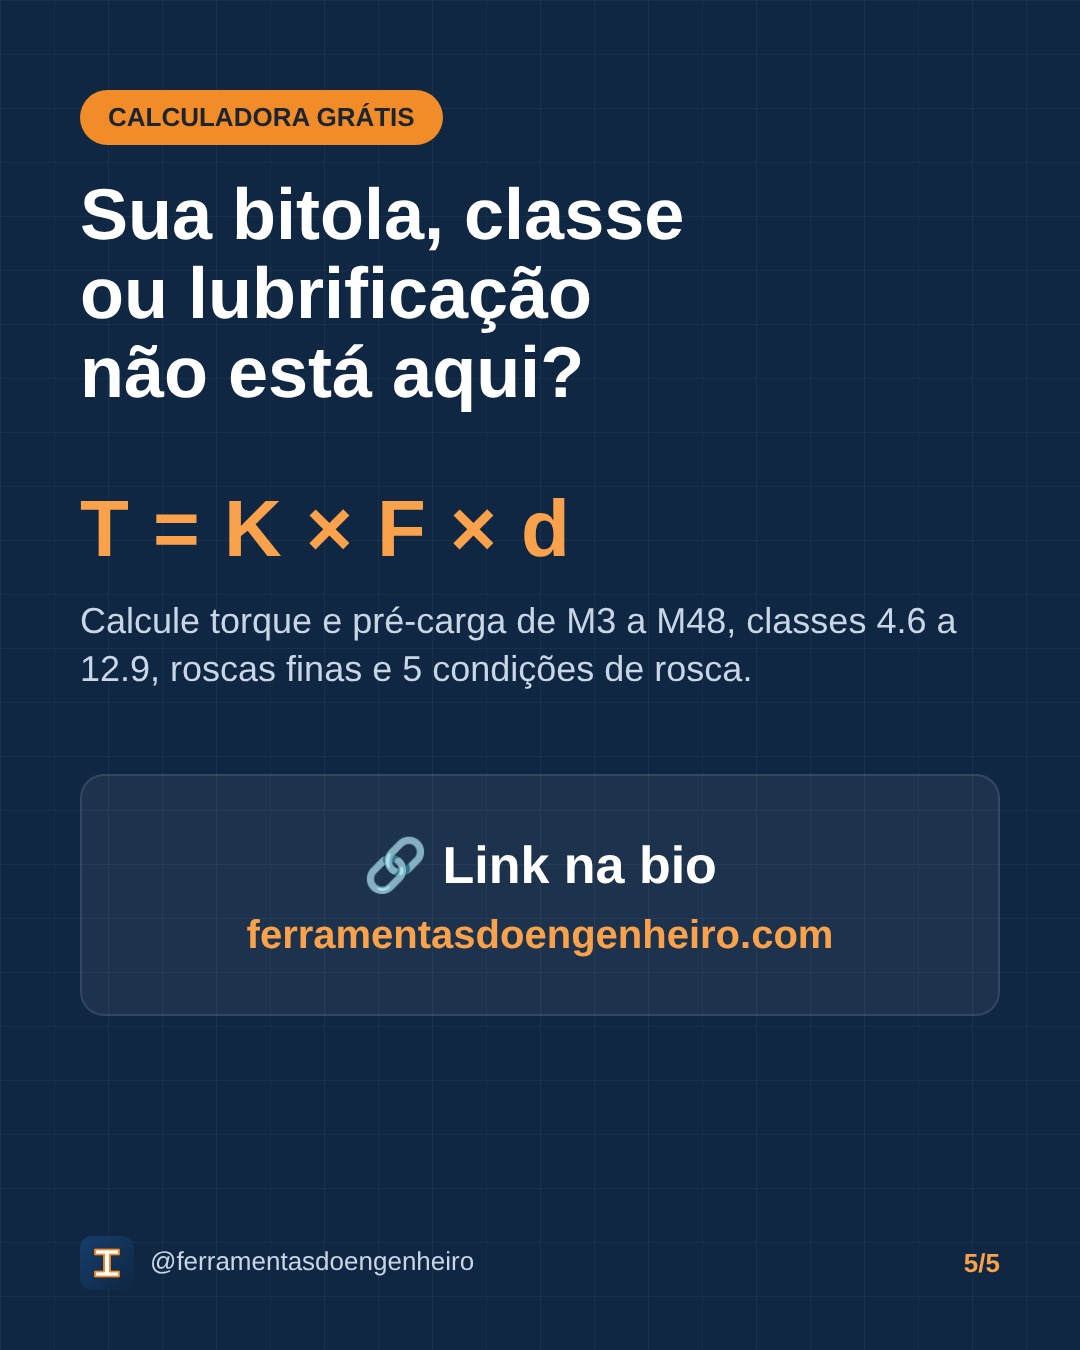 CALCULADORA GRÁTIS
Sua bitola, classe
ou lubrificação
não está aqui?
T = K × F × d
Calcule torque e pré-carga de M3 a M48, classes 4.6 a
12.9, roscas finas e 5 condições de rosca.
🔗 Link na bio
ferramentasdoengenheiro.com
@ferramentasdoengenheiro
5/5